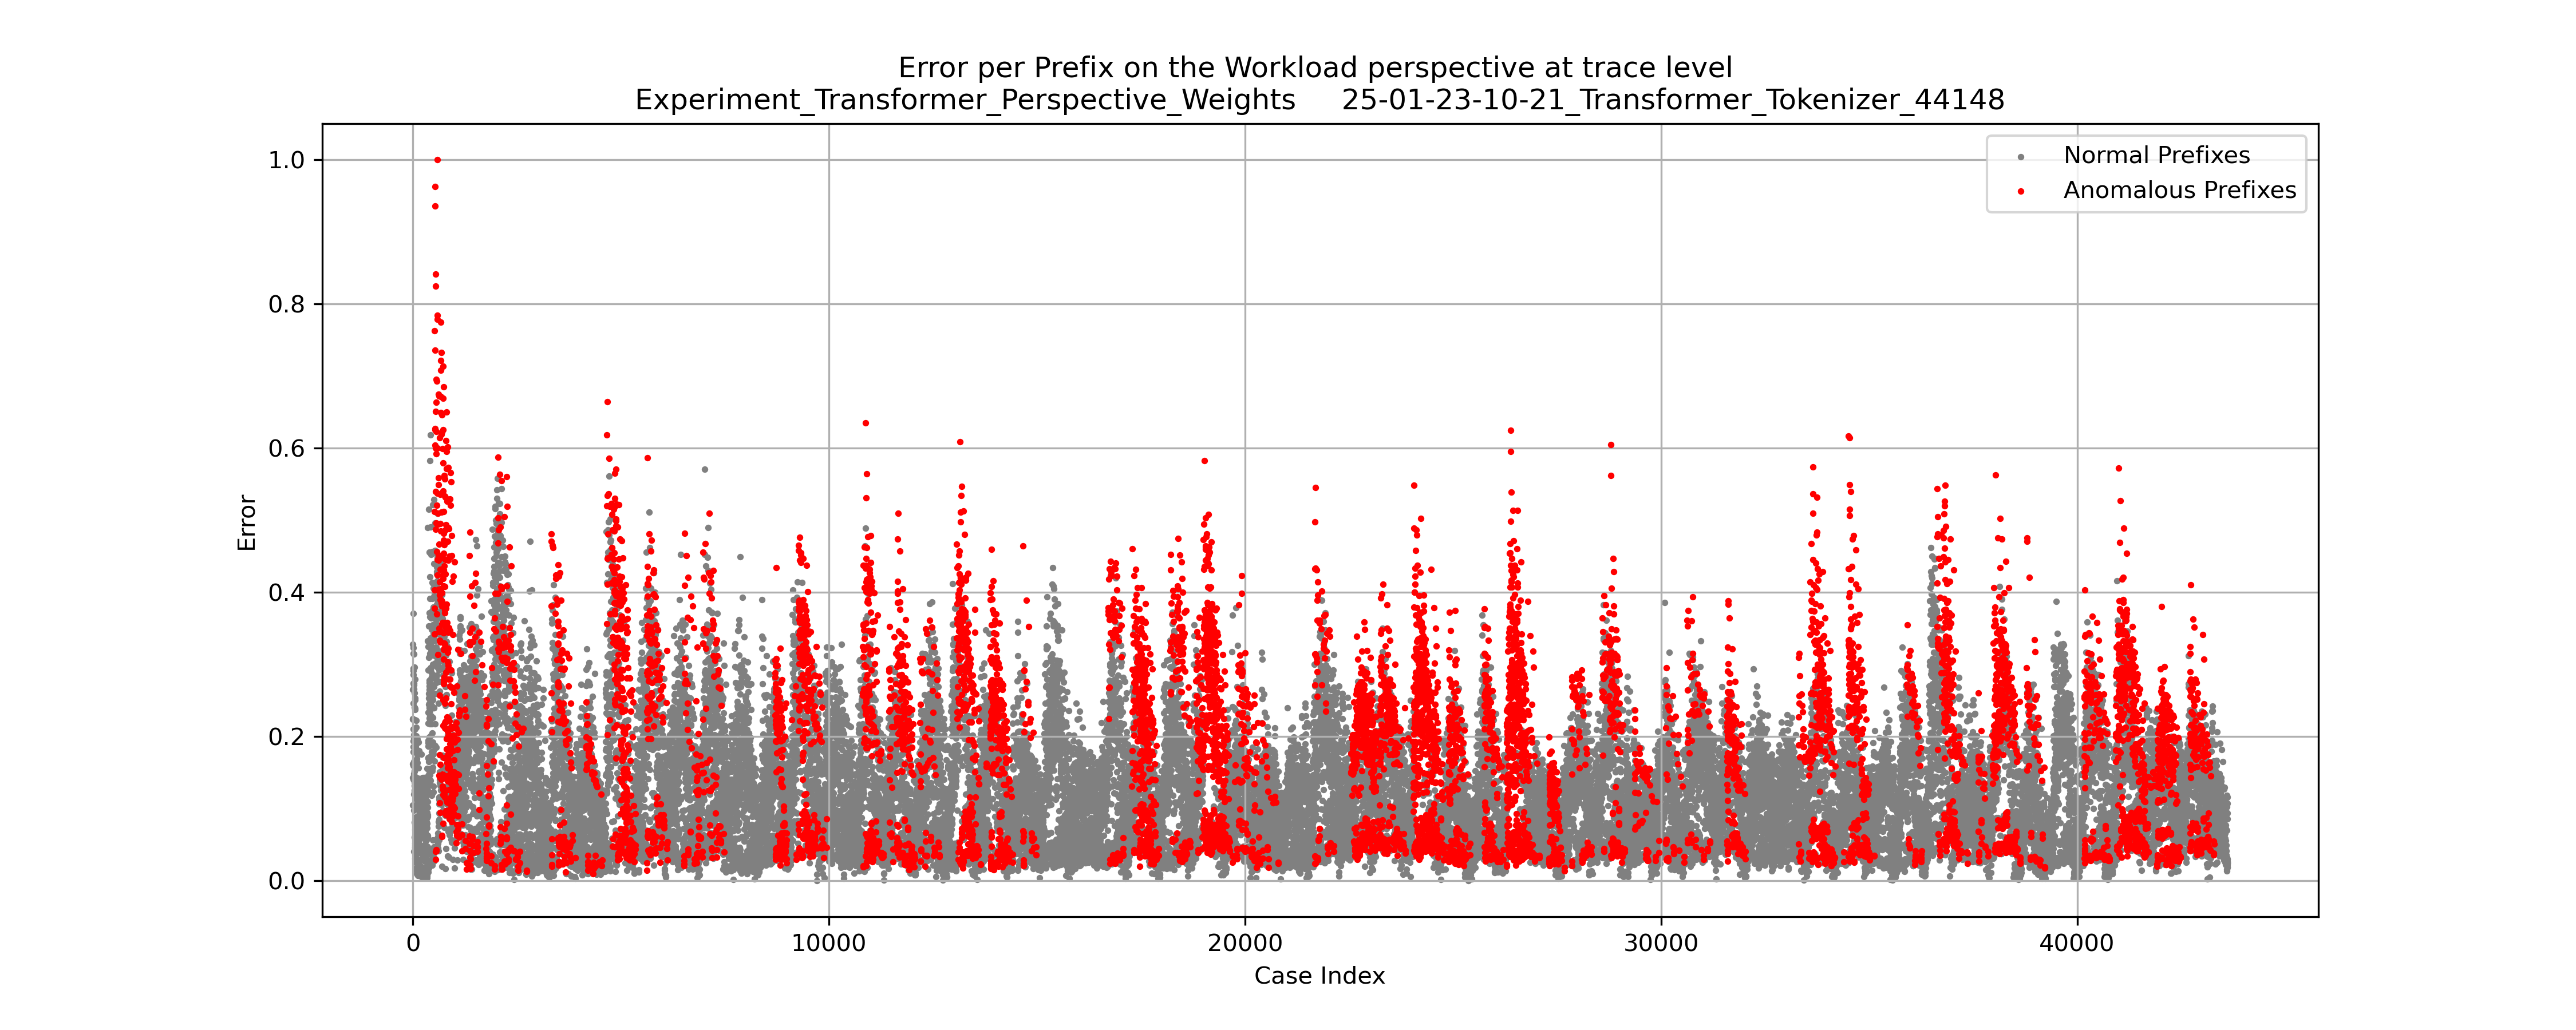 Error per Prefix on the Workload perspective at trace level
Experiment_Transformer_Perspective_Weights 25-01-23-10-21_Transformer_Tokenizer_44148
Normal Prefixes
Anomalous Prefixes
1.0
0.8
0.6
0.4
0.2
0.0
Error
0 10000 20000 30000 40000
Case Index